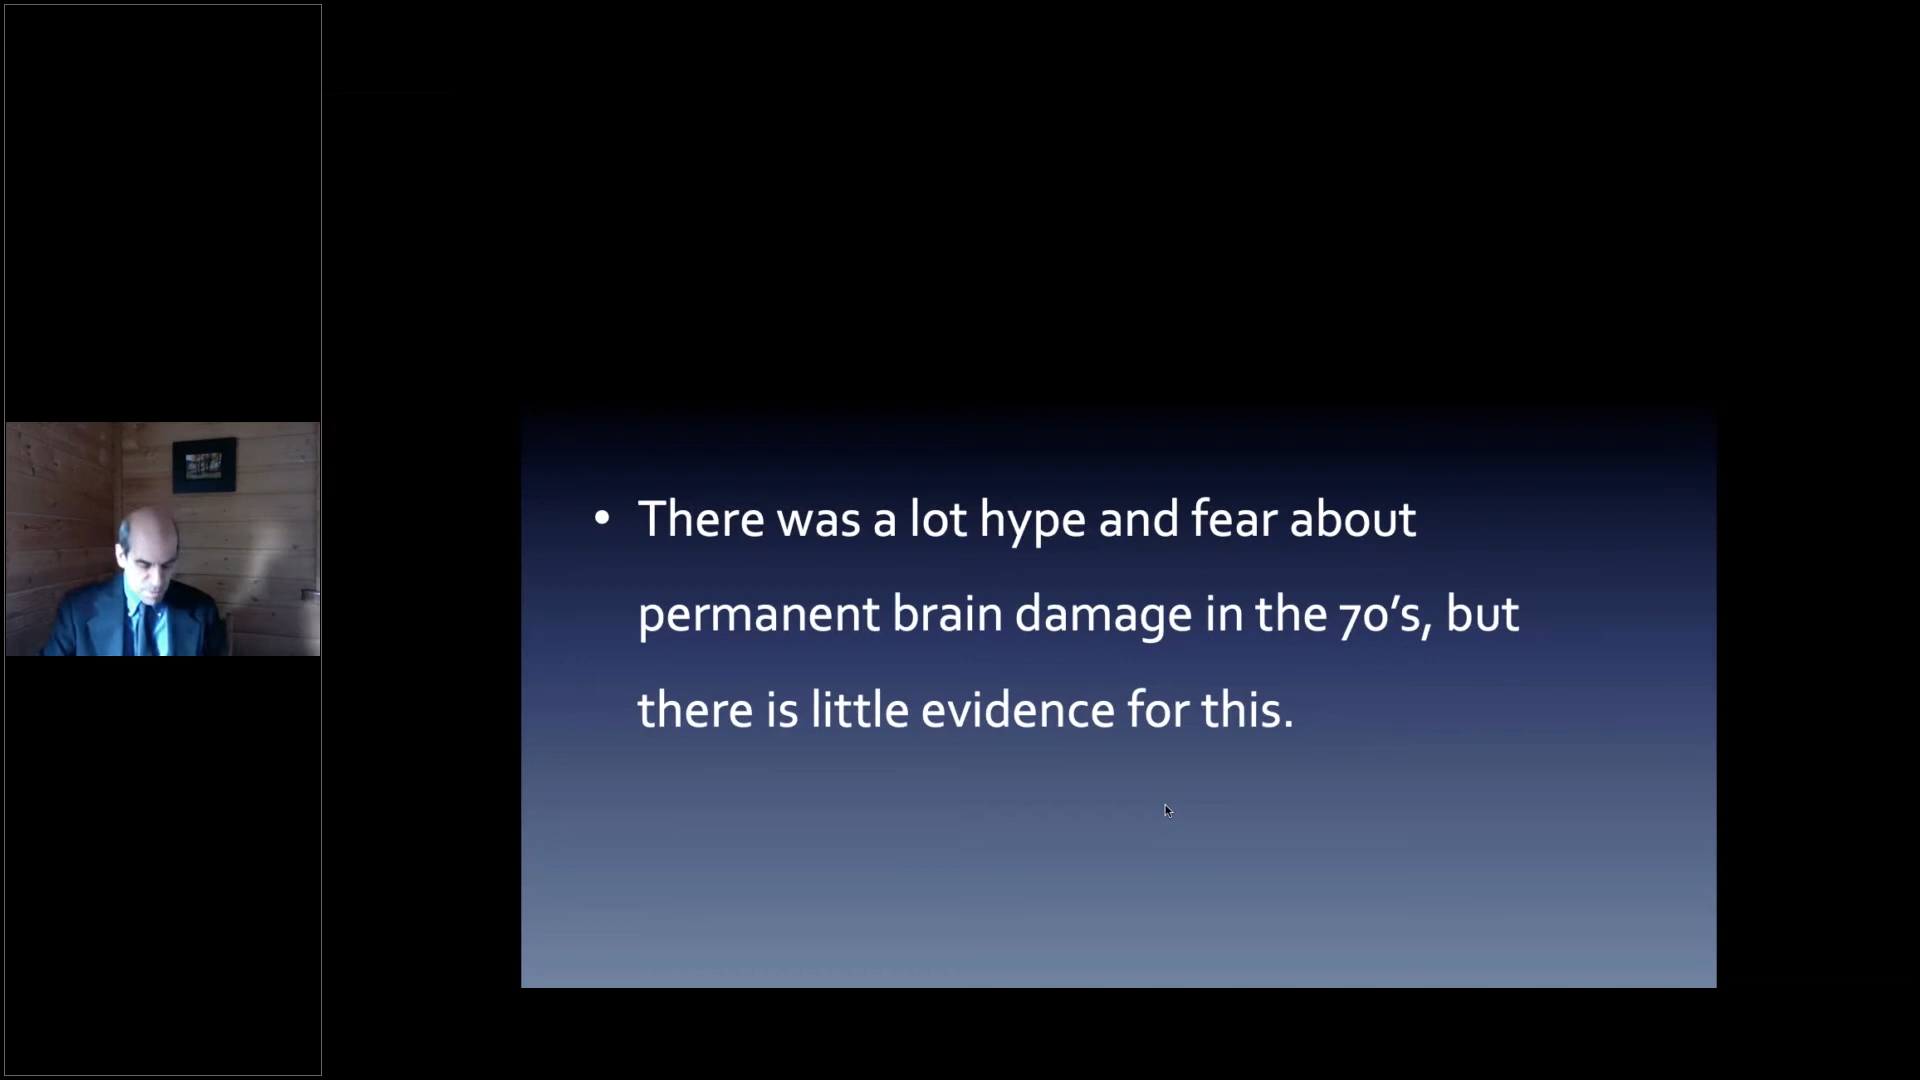 • There was a lot hype and fear about
permanent brain damage in the 70’s, but
there is little evidence for this.